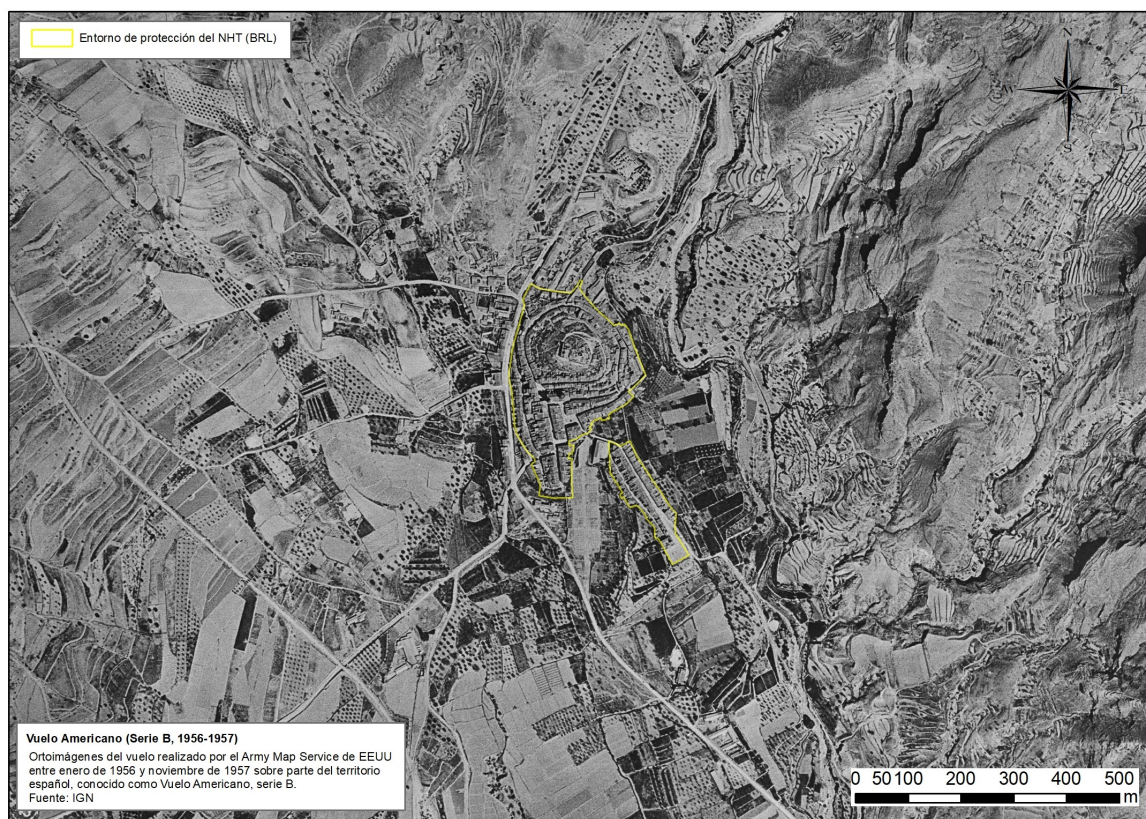 Entorno de protección del NHT (BRL)
N
W E
S
Vuelo Americano (Serie B, 1956-1957)
Ortoimágenes del vuelo realizado por el Army Map Service de EEUU
entre enero de 1956 y noviembre de 1957 sobre parte del territorio
español, conocido como Vuelo Americano, serie B.
Fuente: IGN
0 50 100 200 300 400 500
m